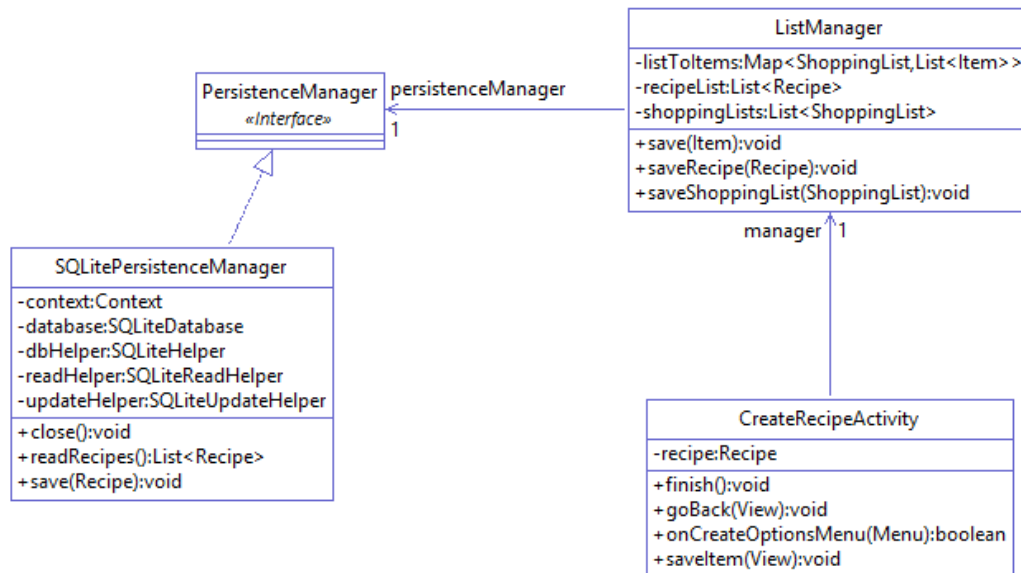 ListManager
-listToItems:Map<ShoppingList,List<Item>>
-recipeList:List<Recipe>
-shoppingLists:List<ShoppingList>
+save(Item):void
+saveRecipe(Recipe):void
+saveShoppingList(ShoppingList):void
PersistenceManager
«Interface»
persistenceManager
1
manager
1
SQLitePersistenceManager
-context:Context
-database:SQLiteDatabase
-dbHelper:SQLiteHelper
-readHelper:SQLiteReadHelper
-updateHelper:SQLiteUpdateHelper
+close():void
+readRecipes():List<Recipe>
+save(Recipe):void
CreateRecipeActivity
-recipe:Recipe
+finish():void
+goBack(View):void
+onCreateOptionsMenu(Menu):boolean
+saveItem(View):void